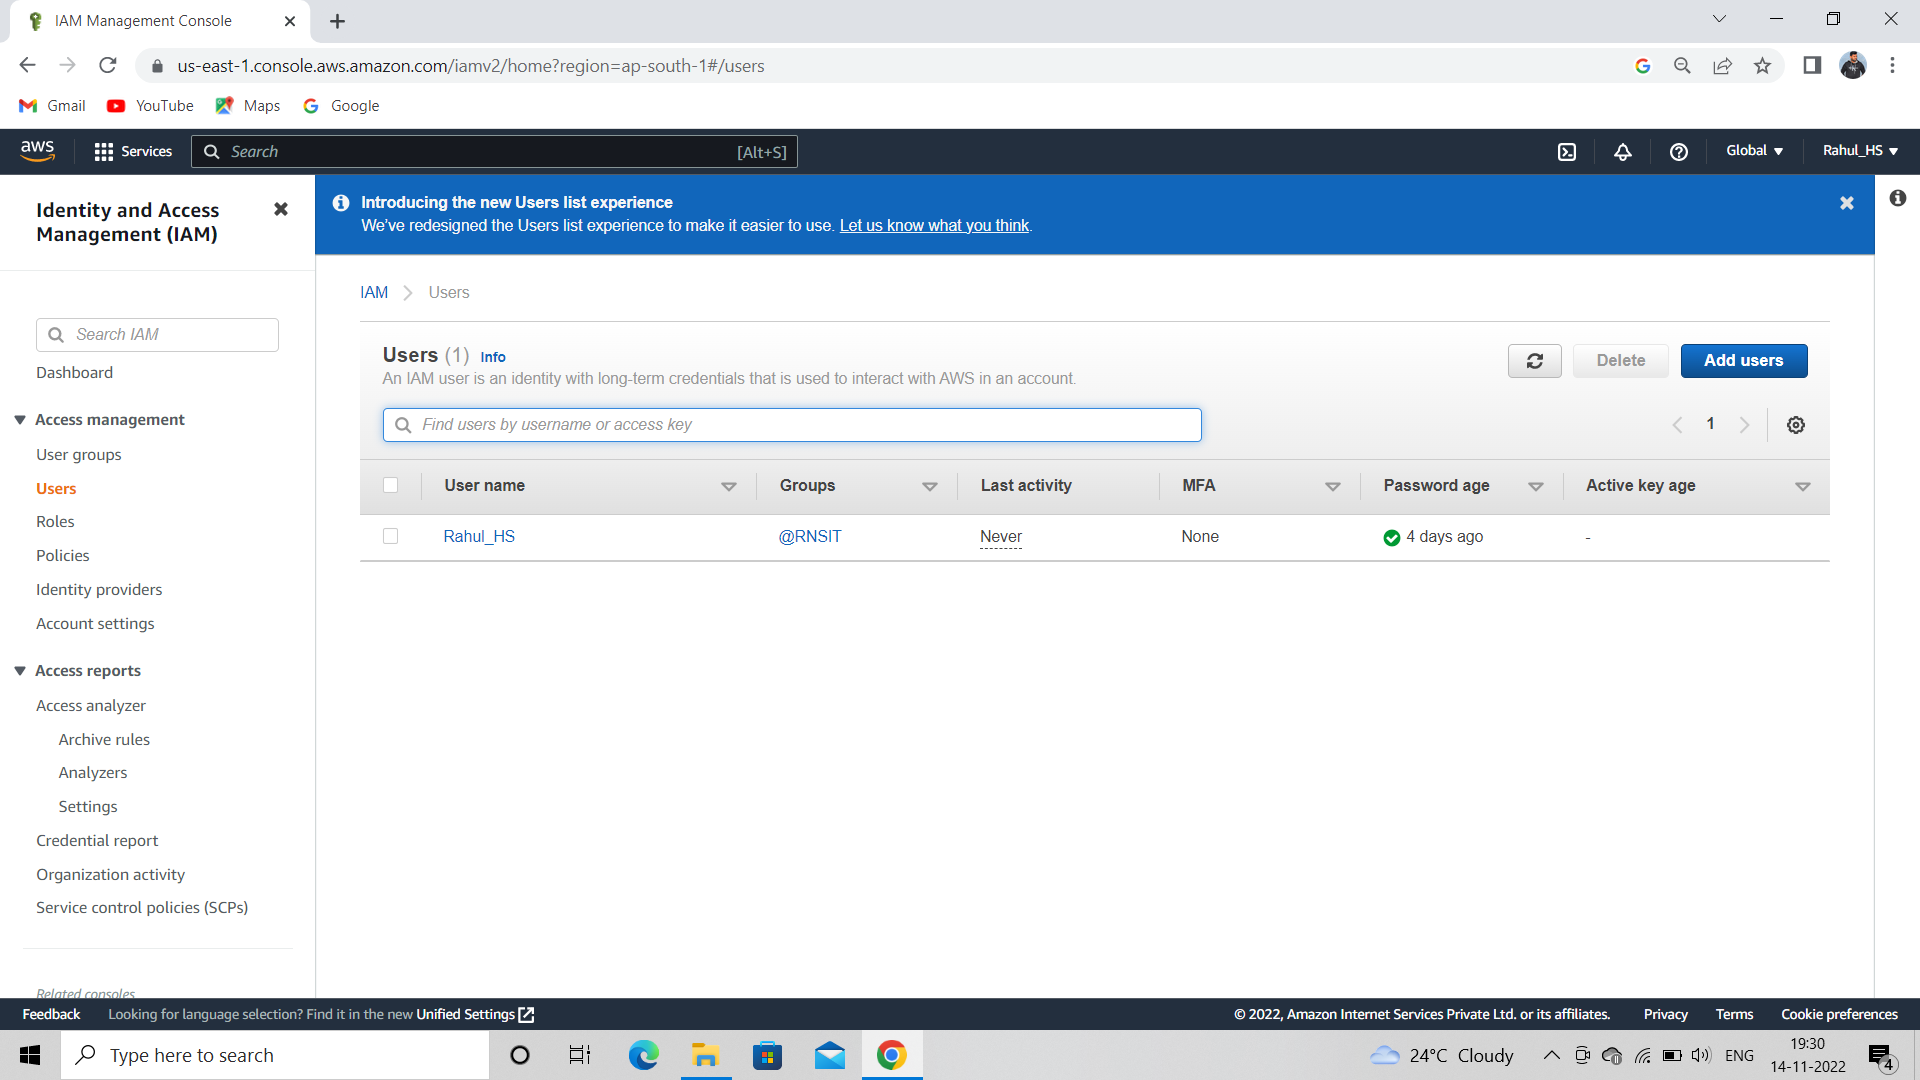 IAM Management Console
us-east-1.console.aws.amazon.com/iamv2/home?region=ap-south-1#/users
Gmail YouTube Maps Google
aws Services Search [Alt+S] Global Rahul_HS
Identity and Access
Management (IAM)
Search IAM
Dashboard
Access management
User groups
Users
Roles
Policies
Identity providers
Account settings
Access reports
Access analyzer
Archive rules
Analyzers
Settings
Credential report
Organization activity
Service control policies (SCPs)
Related consoles
Introducing the new Users list experience
We've redesigned the Users list experience to make it easier to use. Let us know what you think.
IAM Users
Users (1) Info
An IAM user is an identity with long-term credentials that is used to interact with AWS in an account.
Delete Add users
Find users by username or access key
1
User name Groups Last activity MFA Password age Active key age
Rahul_HS @RNSIT Never None 4 days ago -
Feedback Looking for language selection? Find it in the new Unified Settings © 2022, Amazon Internet Services Private Ltd. or its affiliates. Privacy Terms Cookie preferences
Type here to search 24°C Cloudy ENG 19:30
14-11-2022 4